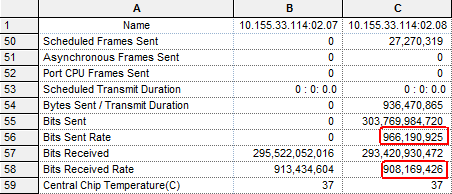 A B C
1 Name 10.155.33.114:02.07 10.155.33.114:02.08
50 Scheduled Frames Sent 0 27,270,319
51 Asynchronous Frames Sent 0 0
52 Port CPU Frames Sent 0 0
53 Scheduled Transmit Duration 0 : 0: 0.0 0 : 0: 0.0
54 Bytes Sent / Transmit Duration 0 936,470,865
55 Bits Sent 0 303,769,984,720
56 Bits Sent Rate 0 966,190,925
57 Bits Received 295,522,052,016 293,420,930,472
58 Bits Received Rate 913,434,604 908,169,426
59 Central Chip Temperature(C) 37 37